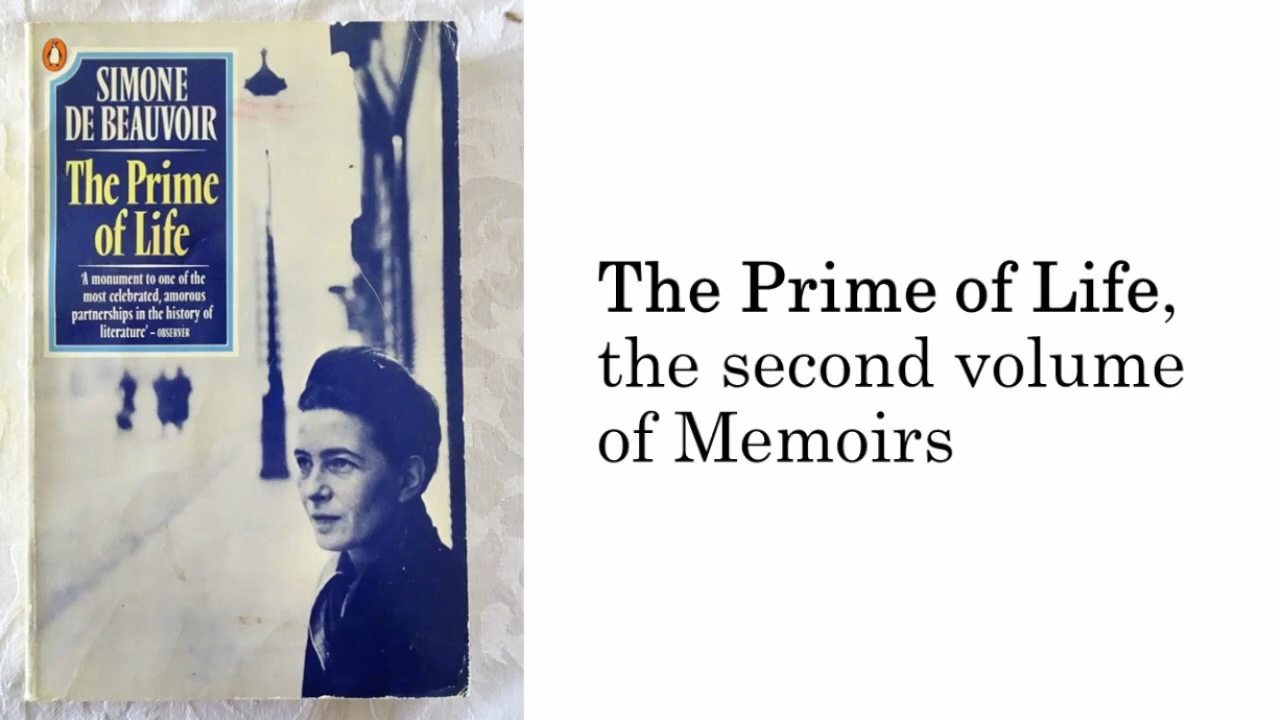 SIMONE
DE BEAUVOIR
The Prime
of Life
'A monument to one of the
most celebrated, amorous
partnerships in the history of
literature' – OBSERVER
The Prime of Life,
the second volume
of Memoirs